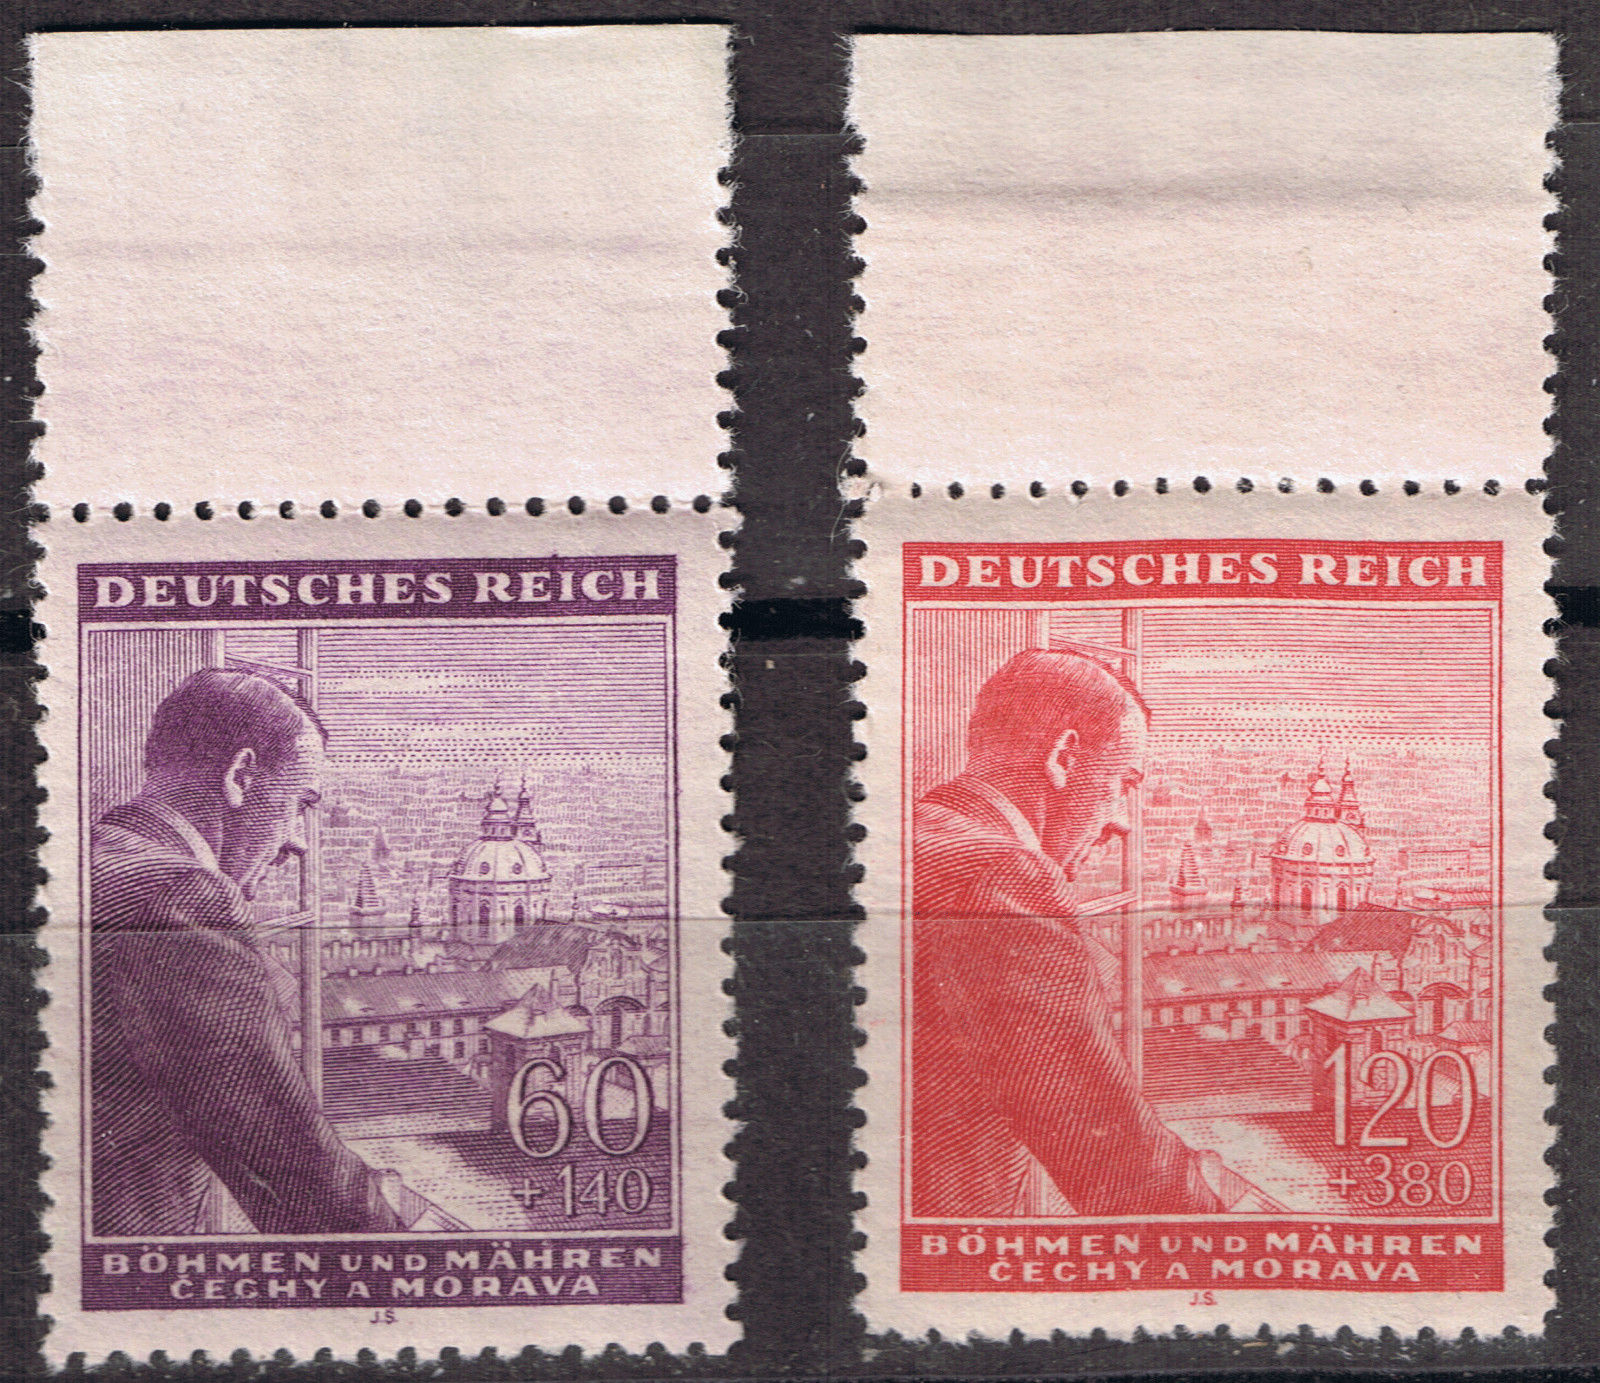 DEUTSCHES REICH
60
+140
BÖHMEN UND MÄHREN
ČECHY A MORAVA
J.S.
DEUTSCHES REICH
120
+380
BÖHMEN UND MÄHREN
ČECHY A MORAVA
J.S.